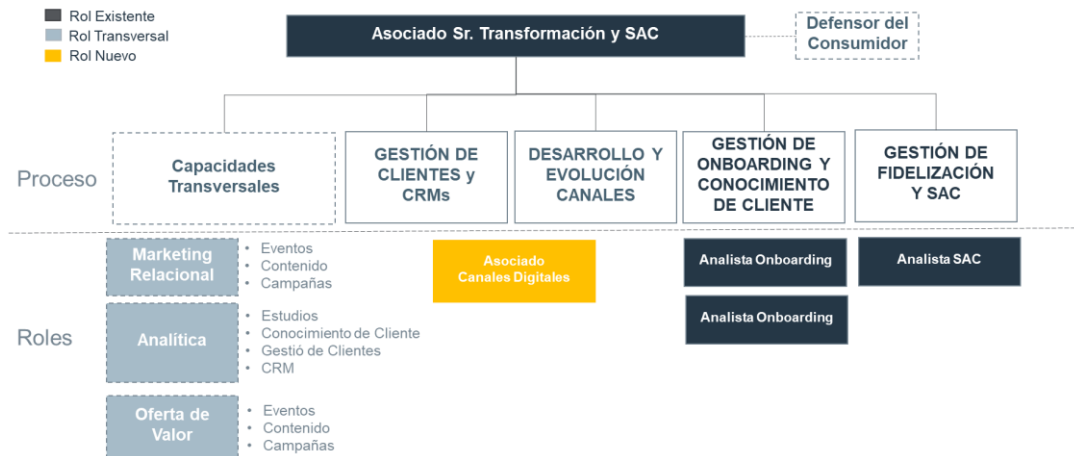 Rol Existente
Rol Transversal
Rol Nuevo
Asociado Sr. Transformación y SAC
Defensor del
Consumidor
Proceso
Capacidades
Transversales
GESTIÓN DE
CLIENTES y
CRMs
DESARROLLO Y
EVOLUCIÓN
CANALES
GESTIÓN DE
ONBOARDING Y
CONOCIMIENTO
DE CLIENTE
GESTIÓN DE
FIDELIZACIÓN
Y SAC
Roles
Marketing
Relacional
• Eventos
• Contenido
• Campañas
Asociado
Canales Digitales
Analista Onboarding
Analista SAC
Analista Onboarding
Analítica
• Estudios
• Conocimiento de Cliente
• Gestió de Clientes
• CRM
Oferta de
Valor
• Eventos
• Contenido
• Campañas